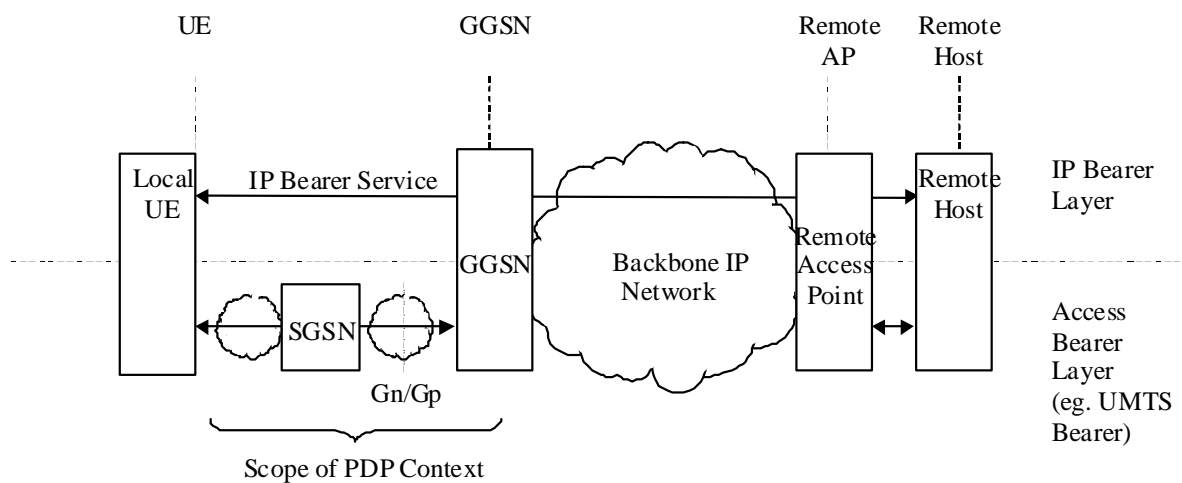 UE
GGSN
Remote
AP
Remote
Host
Local
UE
IP Bearer Service
Remote
Host
IP Bearer
Layer
GGSN
Backbone IP
Network
Remote
Access
Point
SGSN
Gn/Gp
Access
Bearer
Layer
(eg. UMTS
Bearer)
Scope of PDP Context